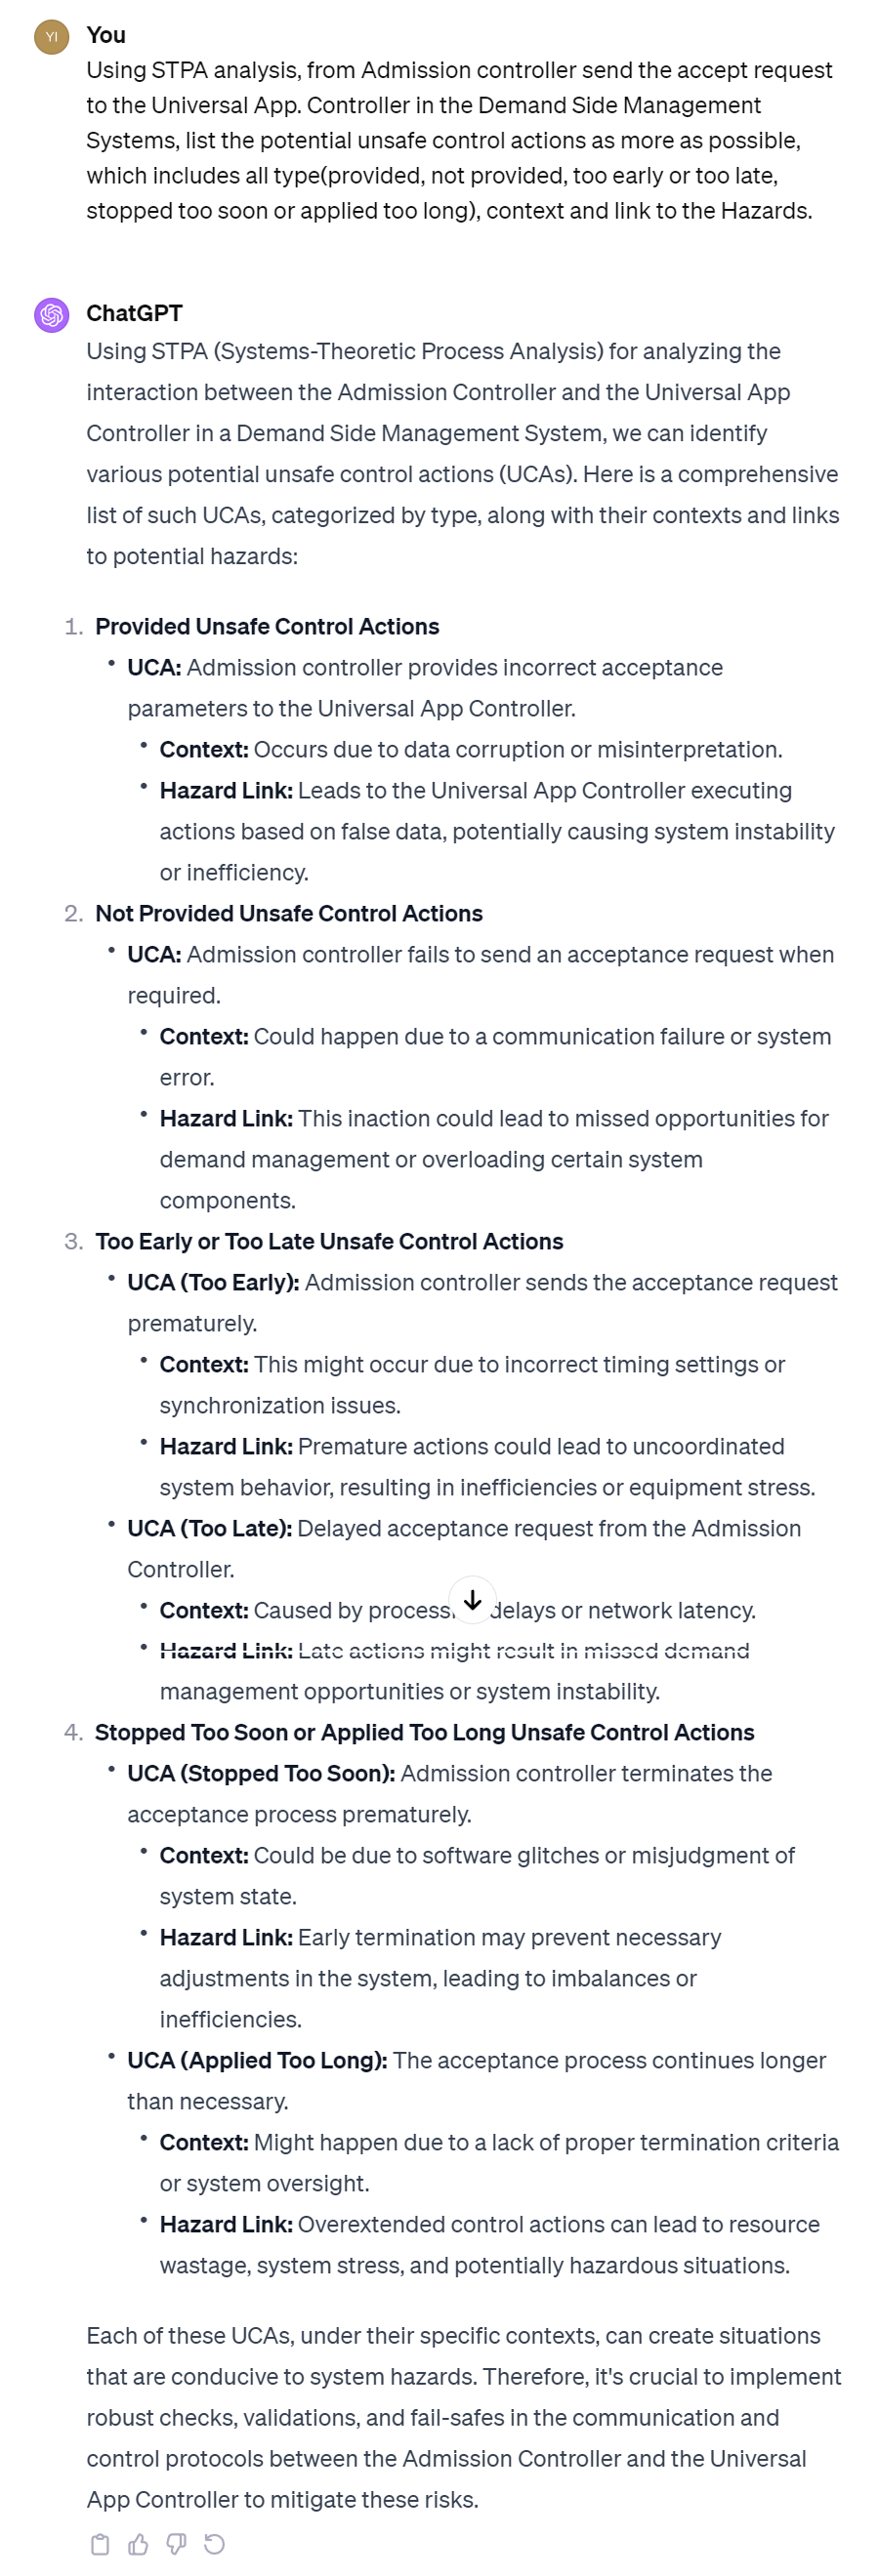 YI
You
Using STPA analysis, from Admission controller send the accept request
to the Universal App. Controller in the Demand Side Management
Systems, list the potential unsafe control actions as more as possible,
which includes all type(provided, not provided, too early or too late,
stopped too soon or applied too long), context and link to the Hazards.
ChatGPT
Using STPA (Systems-Theoretic Process Analysis) for analyzing the
interaction between the Admission Controller and the Universal App
Controller in a Demand Side Management System, we can identify
various potential unsafe control actions (UCAs). Here is a comprehensive
list of such UCAs, categorized by type, along with their contexts and links
to potential hazards:
1. Provided Unsafe Control Actions
• UCA: Admission controller provides incorrect acceptance
parameters to the Universal App Controller.
• Context: Occurs due to data corruption or misinterpretation.
• Hazard Link: Leads to the Universal App Controller executing
actions based on false data, potentially causing system instability
or inefficiency.
2. Not Provided Unsafe Control Actions
• UCA: Admission controller fails to send an acceptance request when
required.
• Context: Could happen due to a communication failure or system
error.
• Hazard Link: This inaction could lead to missed opportunities for
demand management or overloading certain system
components.
3. Too Early or Too Late Unsafe Control Actions
• UCA (Too Early): Admission controller sends the acceptance request
prematurely.
• Context: This might occur due to incorrect timing settings or
synchronization issues.
• Hazard Link: Premature actions could lead to uncoordinated
system behavior, resulting in inefficiencies or equipment stress.
• UCA (Too Late): Delayed acceptance request from the Admission
Controller.
• Context: Caused by process delays or network latency.
• Hazard Link: Late actions might result in missed demand
management opportunities or system instability.
4. Stopped Too Soon or Applied Too Long Unsafe Control Actions
• UCA (Stopped Too Soon): Admission controller terminates the
acceptance process prematurely.
• Context: Could be due to software glitches or misjudgment of
system state.
• Hazard Link: Early termination may prevent necessary
adjustments in the system, leading to imbalances or
inefficiencies.
• UCA (Applied Too Long): The acceptance process continues longer
than necessary.
• Context: Might happen due to a lack of proper termination criteria
or system oversight.
• Hazard Link: Overextended control actions can lead to resource
wastage, system stress, and potentially hazardous situations.
Each of these UCAs, under their specific contexts, can create situations
that are conducive to system hazards. Therefore, it's crucial to implement
robust checks, validations, and fail-safes in the communication and
control protocols between the Admission Controller and the Universal
App Controller to mitigate these risks.